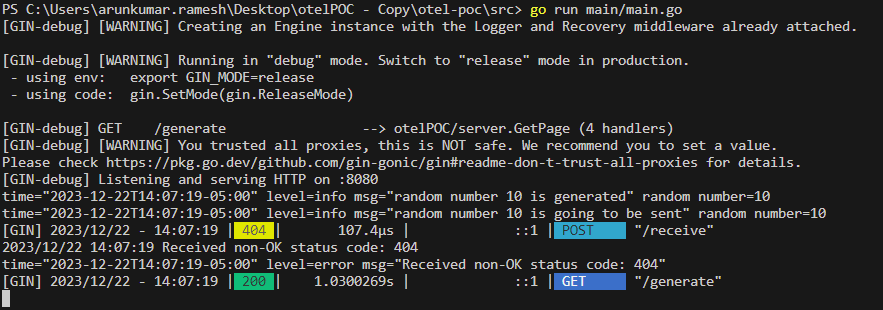 PS C:\Users\arunkumar.ramesh\Desktop\otelPOC - Copy\otel-poc\src> go run main/main.go
[GIN-debug] [WARNING] Creating an Engine instance with the Logger and Recovery middleware already attached.
[GIN-debug] [WARNING] Running in "debug" mode. Switch to "release" mode in production.
- using env:   export GIN_MODE=release
- using code:  gin.SetMode(gin.ReleaseMode)
[GIN-debug] GET    /generate                 --> otelPOC/server.GetPage (4 handlers)
[GIN-debug] [WARNING] You trusted all proxies, this is NOT safe. We recommend you to set a value.
Please check https://pkg.go.dev/github.com/gin-gonic/gin#readme-don-t-trust-all-proxies for details.
[GIN-debug] Listening and serving HTTP on :8080
time="2023-12-22T14:07:19-05:00" level=info msg="random number 10 is generated" random number=10
time="2023-12-22T14:07:19-05:00" level=info msg="random number 10 is going to be sent" random number=10
[GIN] 2023/12/22 - 14:07:19 | 404 |       107.4µs |             ::1 | POST     "/receive"
2023/12/22 14:07:19 Received non-OK status code: 404
time="2023-12-22T14:07:19-05:00" level=error msg="Received non-OK status code: 404"
[GIN] 2023/12/22 - 14:07:19 | 200 |    1.0300269s |             ::1 | GET      "/generate"